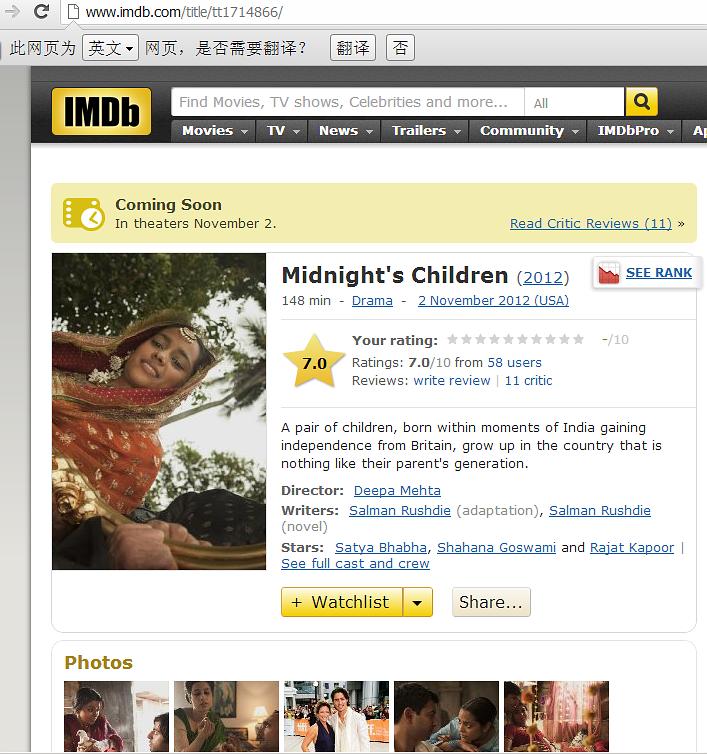 www.imdb.com/title/tt1714866/
此网页为 英文 网页，是否需要翻译？ 翻译 否
IMDb
Find Movies, TV shows, Celebrities and more... All
Movies TV News Trailers Community IMDbPro Ap
Coming Soon
In theaters November 2. Read Critic Reviews (11) »
Midnight's Children (2012) SEE RANK
148 min - Drama - 2 November 2012 (USA)
7.0
Your rating: -/10
Ratings: 7.0/10 from 58 users
Reviews: write review | 11 critic
A pair of children, born within moments of India gaining
independence from Britain, grow up in the country that is
nothing like their parent's generation.
Director: Deepa Mehta
Writers: Salman Rushdie (adaptation), Salman Rushdie
(novel)
Stars: Satya Bhabha, Shahana Goswami and Rajat Kapoor |
See full cast and crew
+ Watchlist Share...
Photos